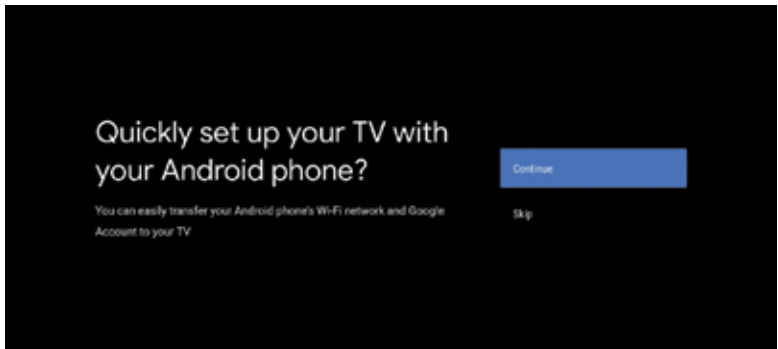 Quickly set up your TV with
your Android phone?
You can easily transfer your Android phone's Wi-Fi network and Google
Account to your TV
Continue
Skip